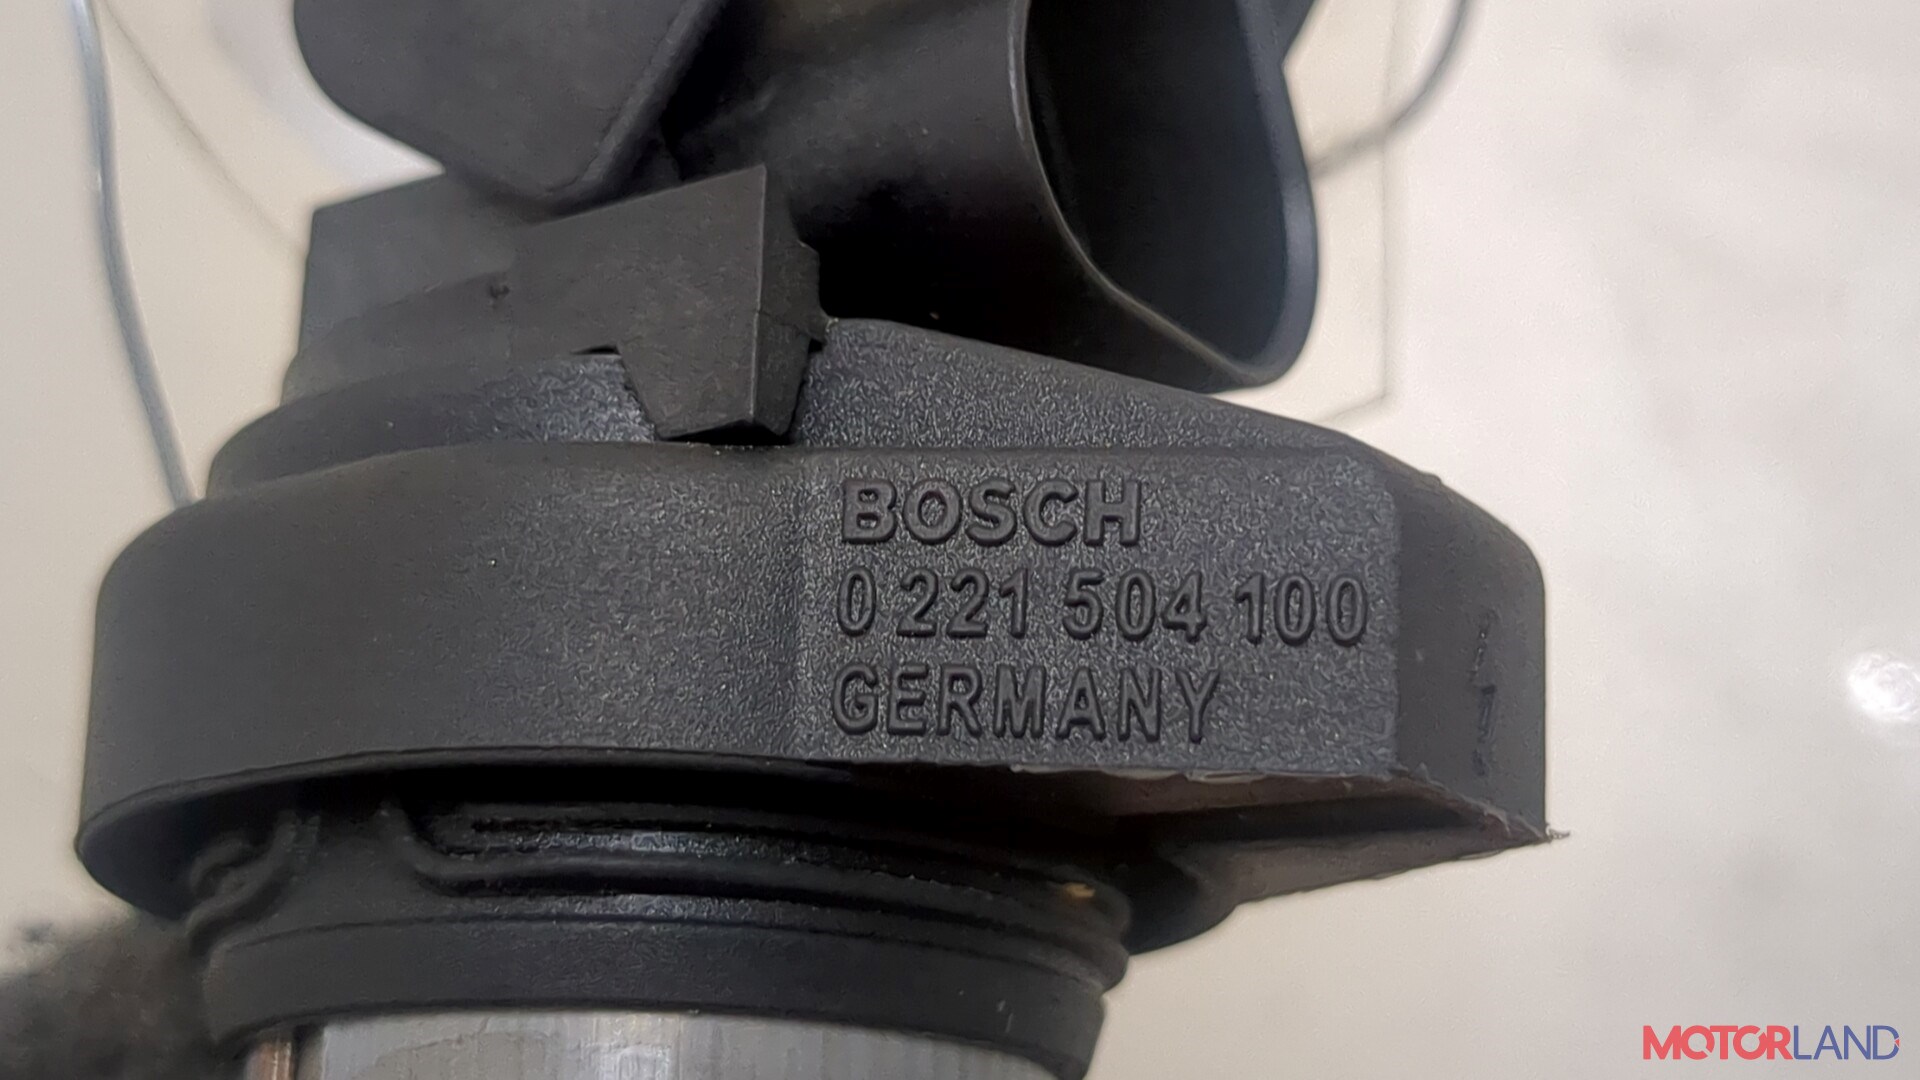 BOSCH
0 221 504 100
GERMANY
MOTORLAND